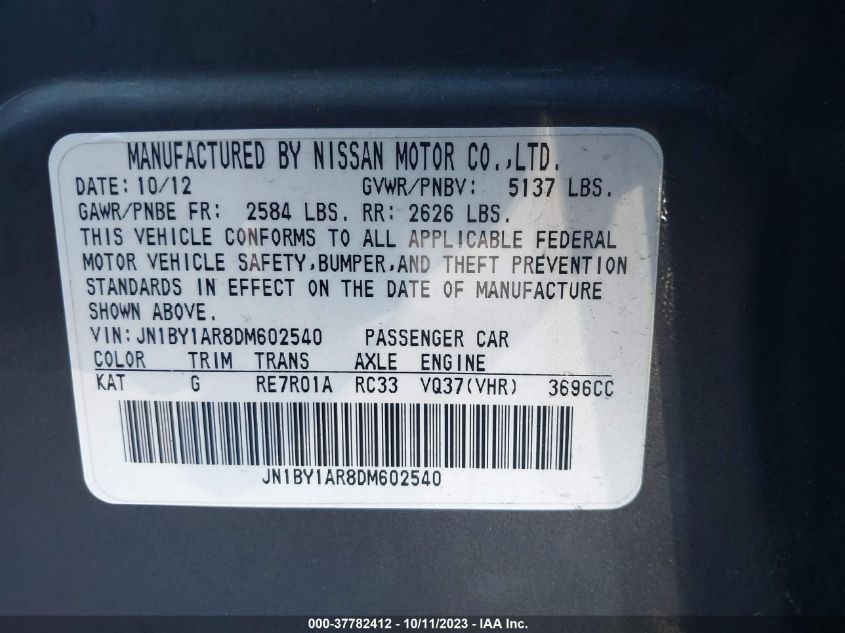 MANUFACTURED BY NISSAN MOTOR CO.,LTD.
DATE: 10/12 GVWR/PNBV: 5137 LBS.
GAWR/PNBE FR: 2584 LBS. RR: 2626 LBS.
THIS VEHICLE CONFORMS TO ALL APPLICABLE FEDERAL
MOTOR VEHICLE SAFETY,BUMPER,AND THEFT PREVENTION
STANDARDS IN EFFECT ON THE DATE OF MANUFACTURE
SHOWN ABOVE.
VIN:JN1BY1AR8DM602540 PASSENGER CAR
COLOR TRIM TRANS AXLE ENGINE
KAT G RE7R01A RC33 VQ37(VHR) 3696CC
JN1BY1AR8DM602540
000-37782412 - 10/11/2023 - IAA Inc.